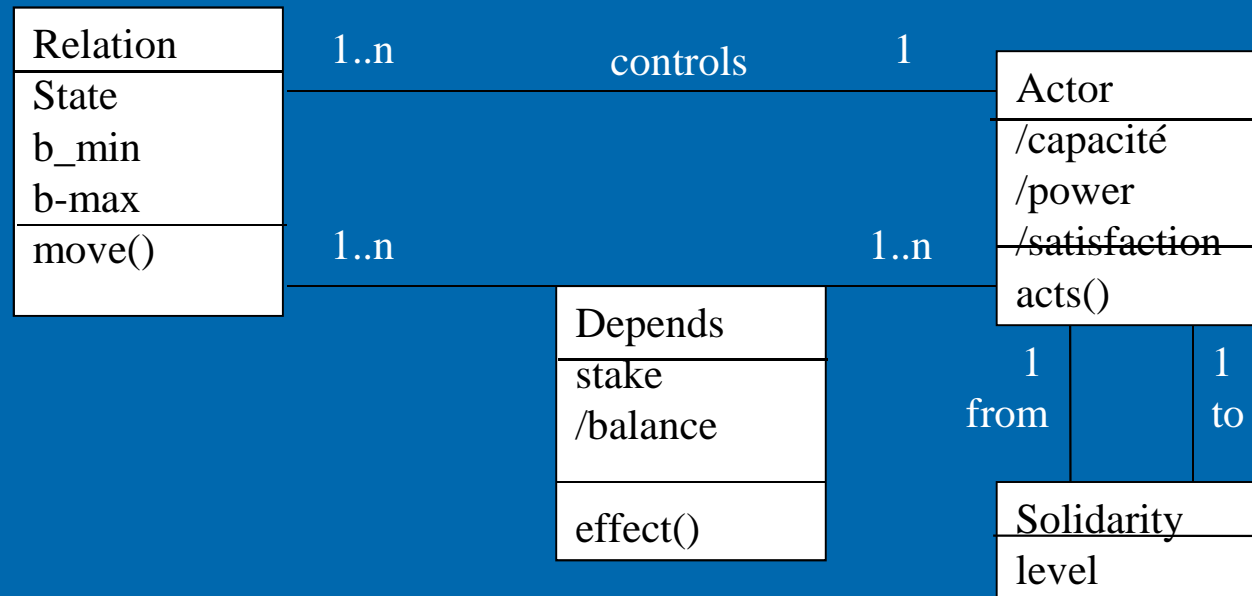 Relation
State
b_min
b-max
move()
1..n
controls
1
Actor
/capacité
/power
/satisfaction
acts()
1..n
1..n
Depends
stake
/balance
effect()
1
from
1
to
Solidarity
level